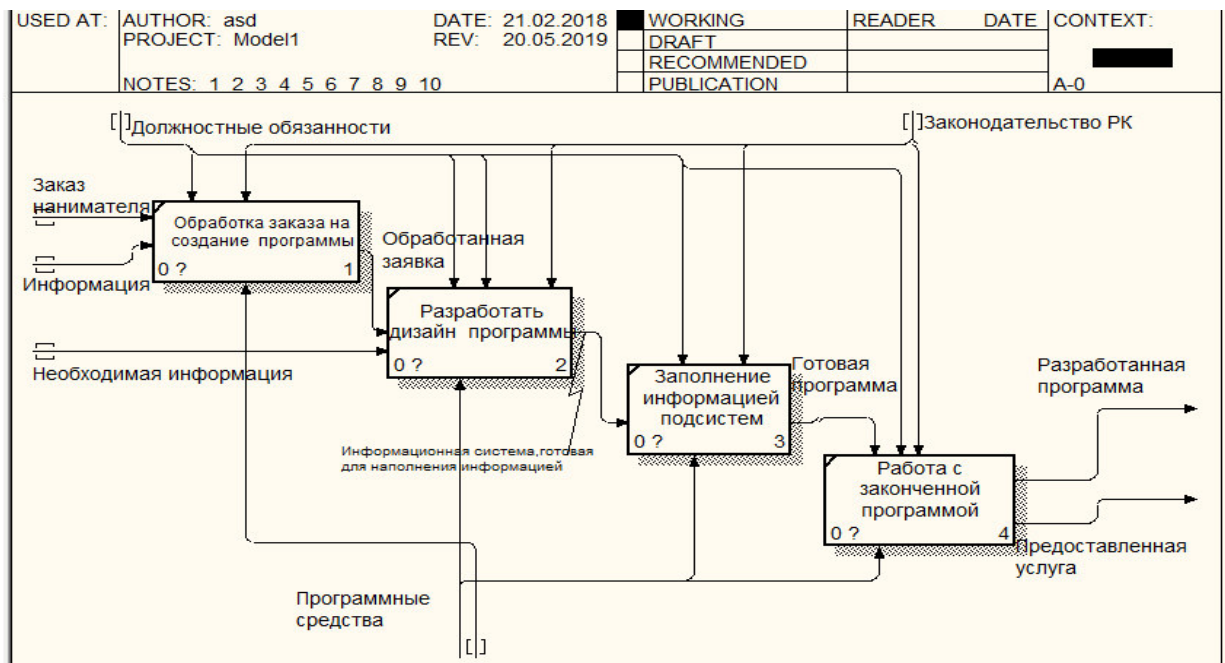 USED AT:
AUTHOR: asd
DATE: 21.02.2018
PROJECT: Model1
REV: 20.05.2019
NOTES: 1 2 3 4 5 6 7 8 9 10
WORKING
DRAFT
RECOMMENDED
PUBLICATION
READER
DATE
CONTEXT:
A-0
Должностные обязанности
Законодательство РК
Заказ
нанимателя
Информация
Обработка заказа на
создание программы
0 ?
1
Обработанная
заявка
Необходимая информация
Разработать
дизайн программы
0 ?
2
Информационная система,готовая
для наполнения информацией
Заполнение
информацией
подсистем
0 ?
3
Готовая
программа
Разработанная
программа
Работа с
законченной
программой
0 ?
4
Предоставленная
услуга
Программные
средства